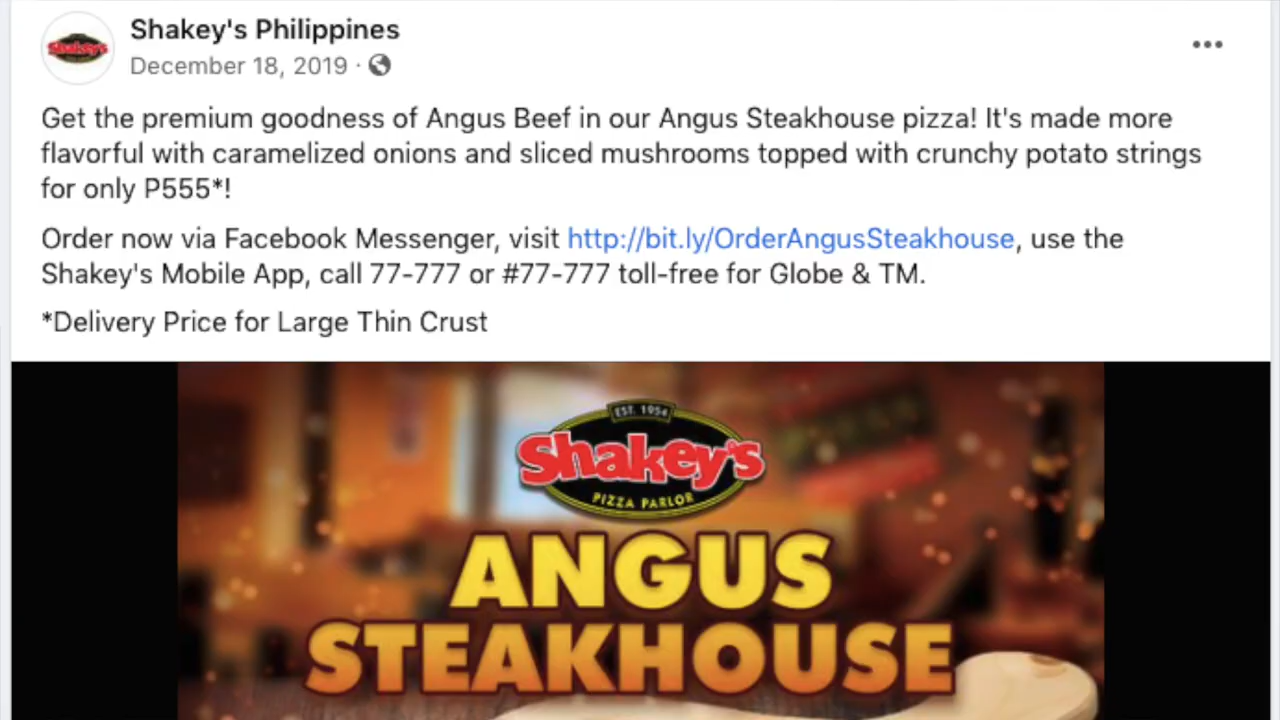 Shakey's
Shakey's Philippines
December 18, 2019 ·
Get the premium goodness of Angus Beef in our Angus Steakhouse pizza! It's made more
flavorful with caramelized onions and sliced mushrooms topped with crunchy potato strings
for only P555*!
Order now via Facebook Messenger, visit http://bit.ly/OrderAngusSteakhouse, use the
Shakey's Mobile App, call 77-777 or #77-777 toll-free for Globe & TM.
*Delivery Price for Large Thin Crust
EST. 1954
Shakey's
PIZZA PARLOR
ANGUS
STEAKHOUSE